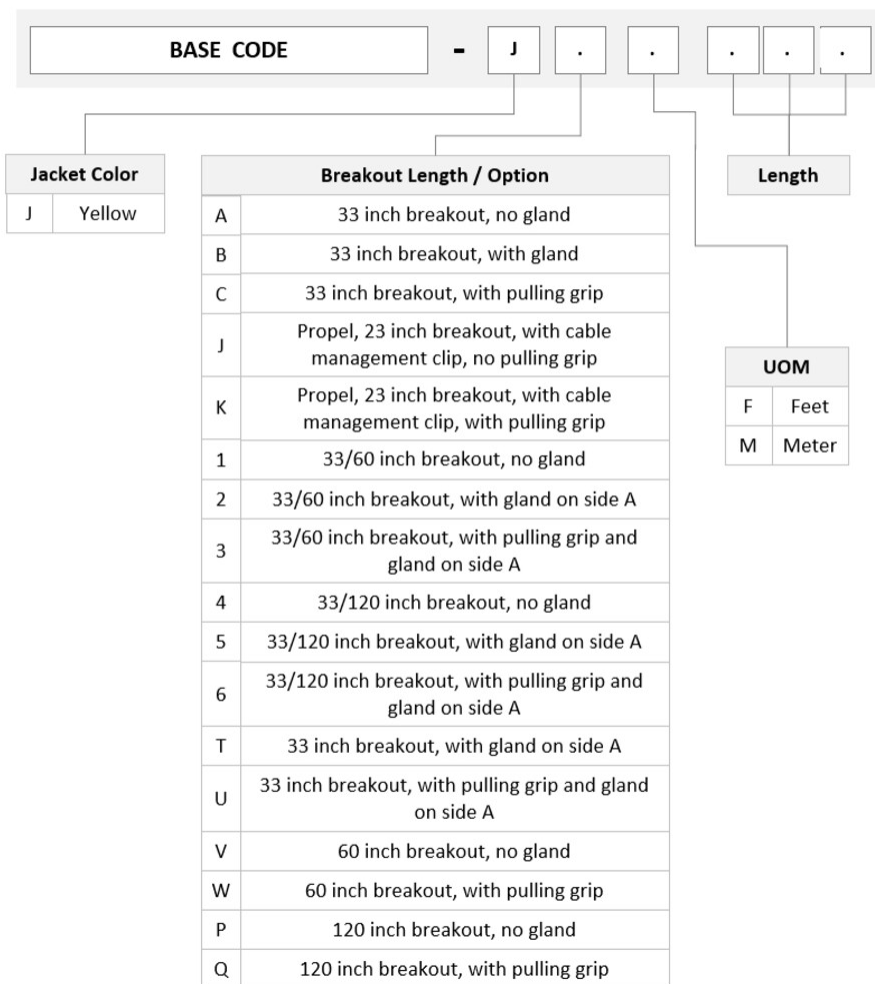 BASE CODE - J . . . . .
Jacket Color
J Yellow
Breakout Length / Option
A 33 inch breakout, no gland
B 33 inch breakout, with gland
C 33 inch breakout, with pulling grip
J Propel, 23 inch breakout, with cable
management clip, no pulling grip
K Propel, 23 inch breakout, with cable
management clip, with pulling grip
1 33/60 inch breakout, no gland
2 33/60 inch breakout, with gland on side A
3 33/60 inch breakout, with pulling grip and
gland on side A
4 33/120 inch breakout, no gland
5 33/120 inch breakout, with gland on side A
6 33/120 inch breakout, with pulling grip and
gland on side A
T 33 inch breakout, with gland on side A
U 33 inch breakout, with pulling grip and gland
on side A
V 60 inch breakout, no gland
W 60 inch breakout, with pulling grip
P 120 inch breakout, no gland
Q 120 inch breakout, with pulling grip
Length
UOM
F Feet
M Meter